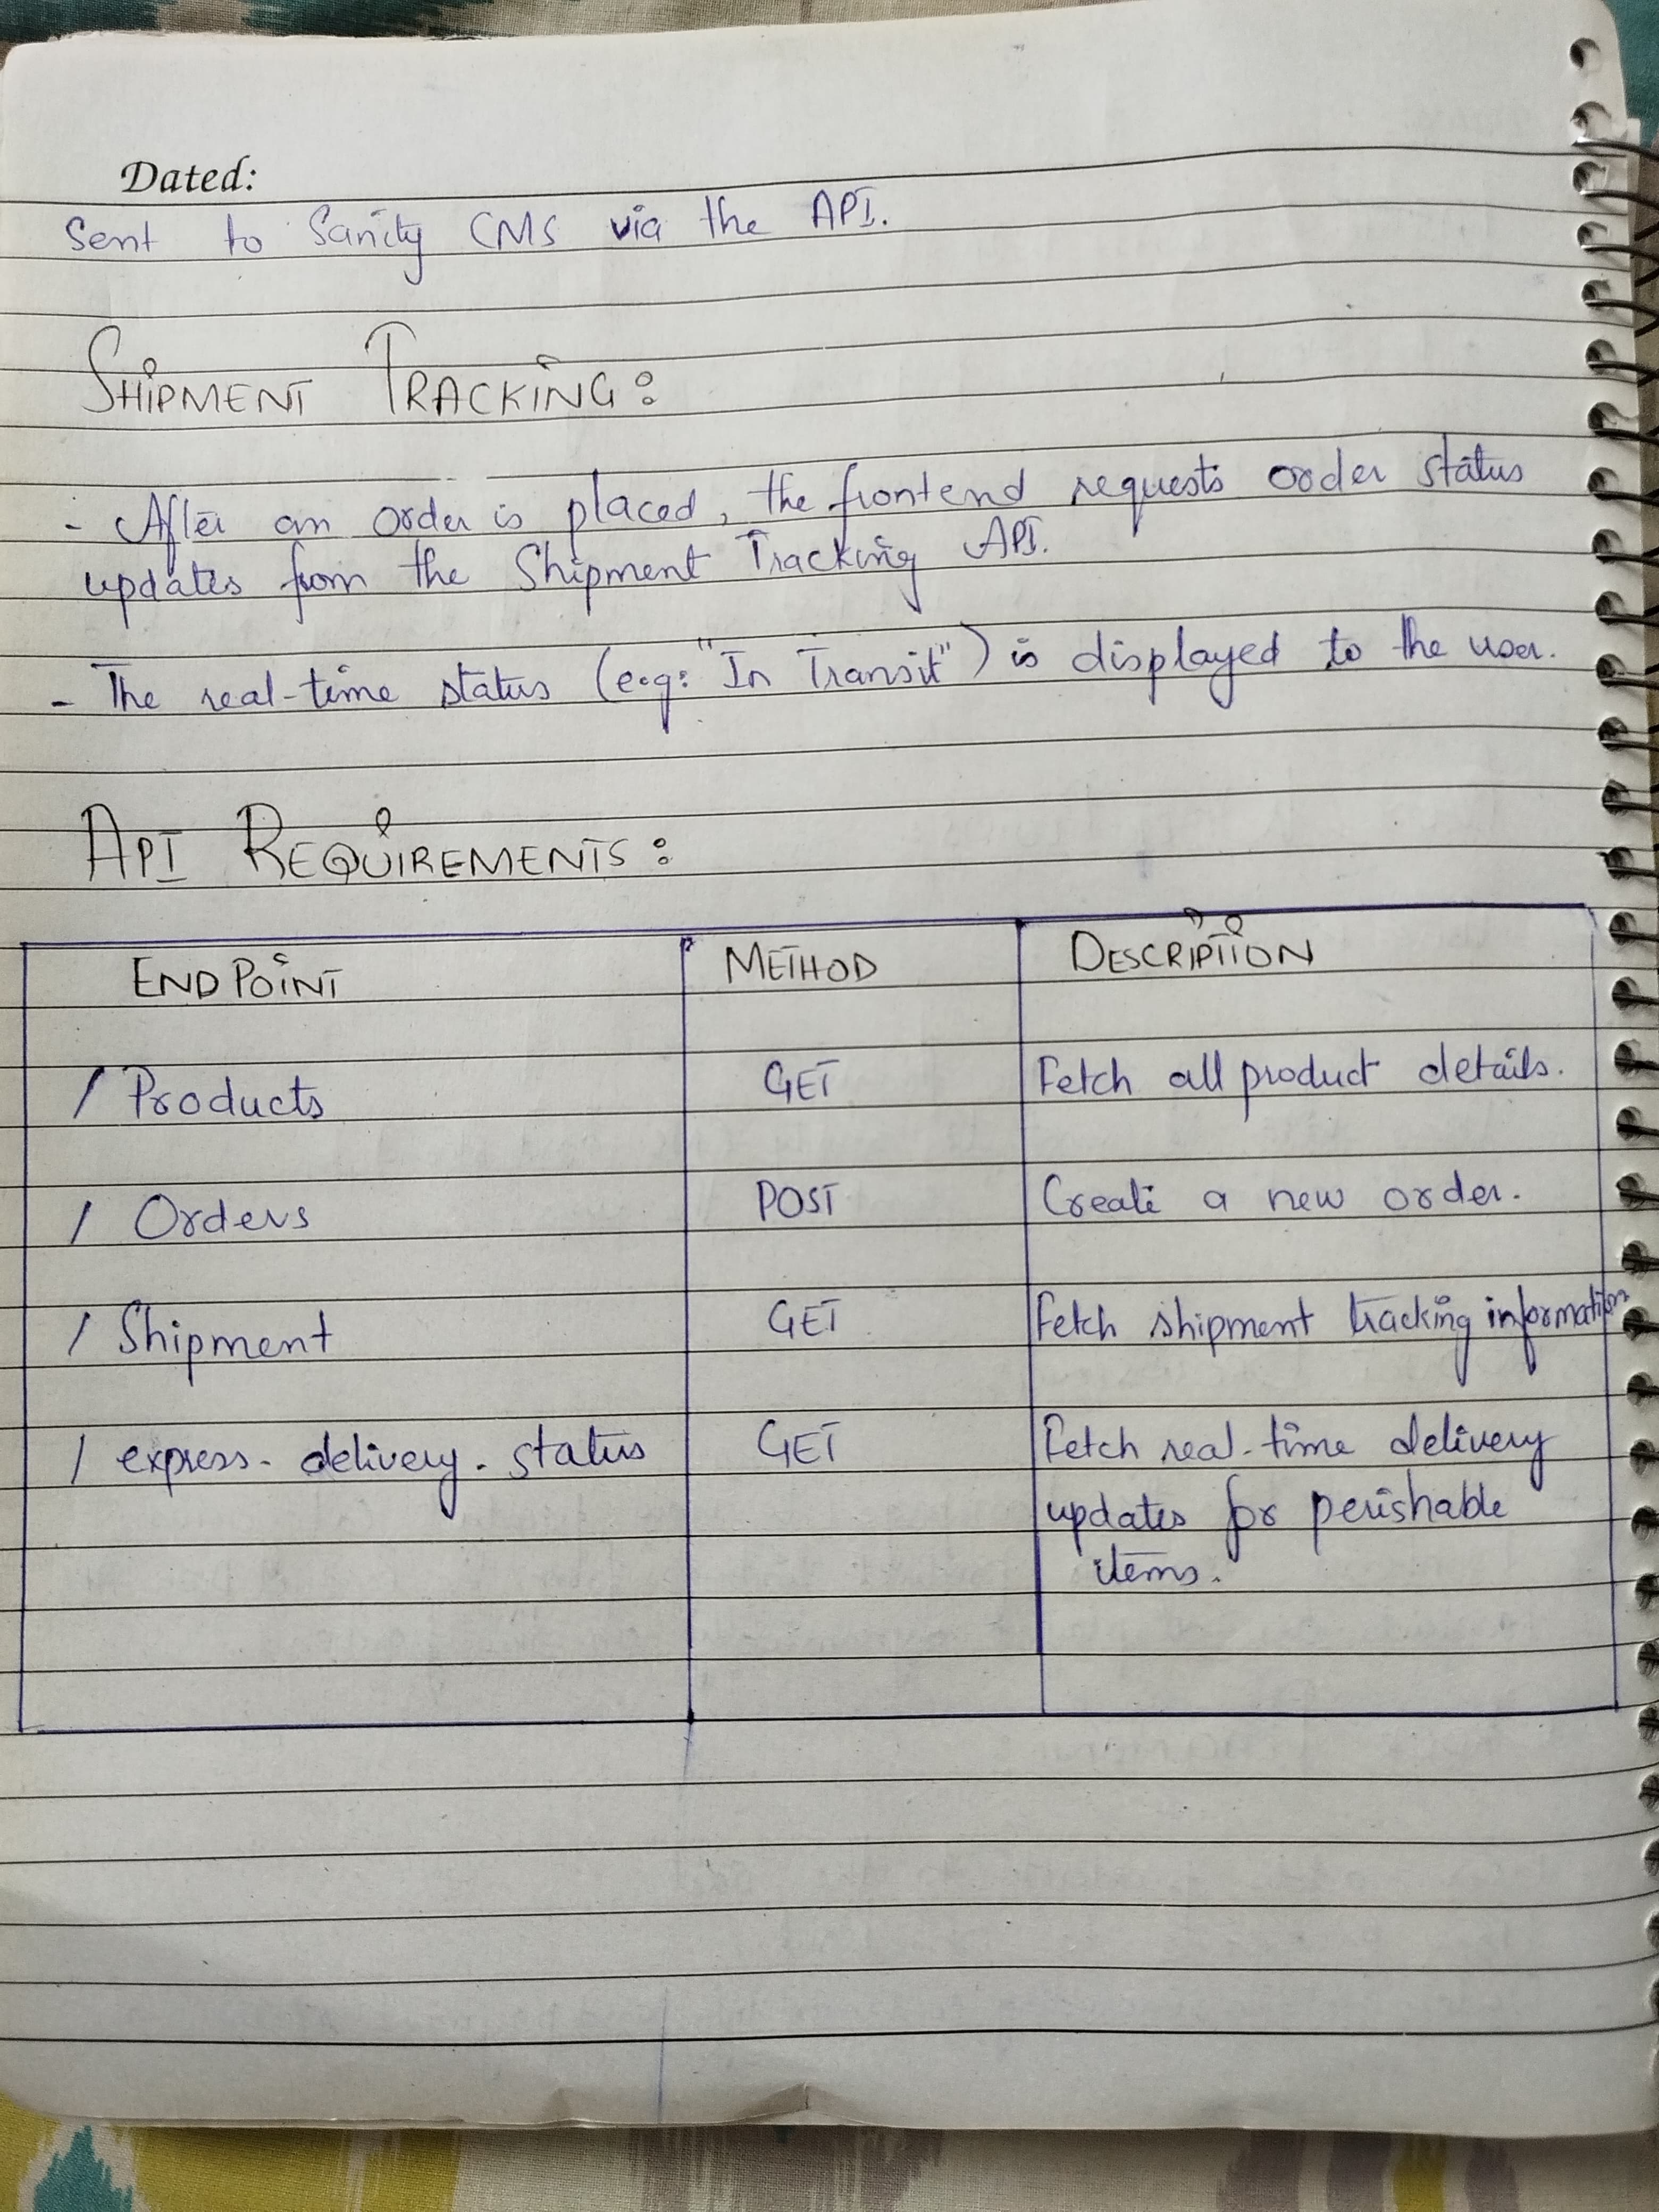 Dated:
Sent to Sanity CMS via the API.
SHIPMENT TRACKING:
- After an order is placed, the frontend requests order status
updates from the Shipment Tracking API.
- The real-time status (e.g: "In Transit") is displayed to the user.
API REQUIREMENTS:
END POINT METHOD DESCRIPTION
/ Products GET Fetch all product details.
/ Orders POST Create a new order.
/ Shipment GET Fetch shipment tracking information
/ express - delivery - status GET Fetch real-time delivery
updates for perishable
items.